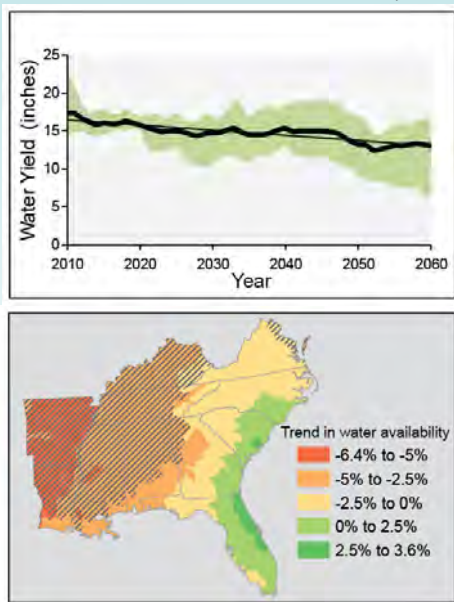 Water Yield (inches)
25
20
15
10
5
0
2010 2020 2030 2040 2050 2060
Year
Trend in water availability
-6.4% to -5%
-5% to -2.5%
-2.5% to 0%
0% to 2.5%
2.5% to 3.6%